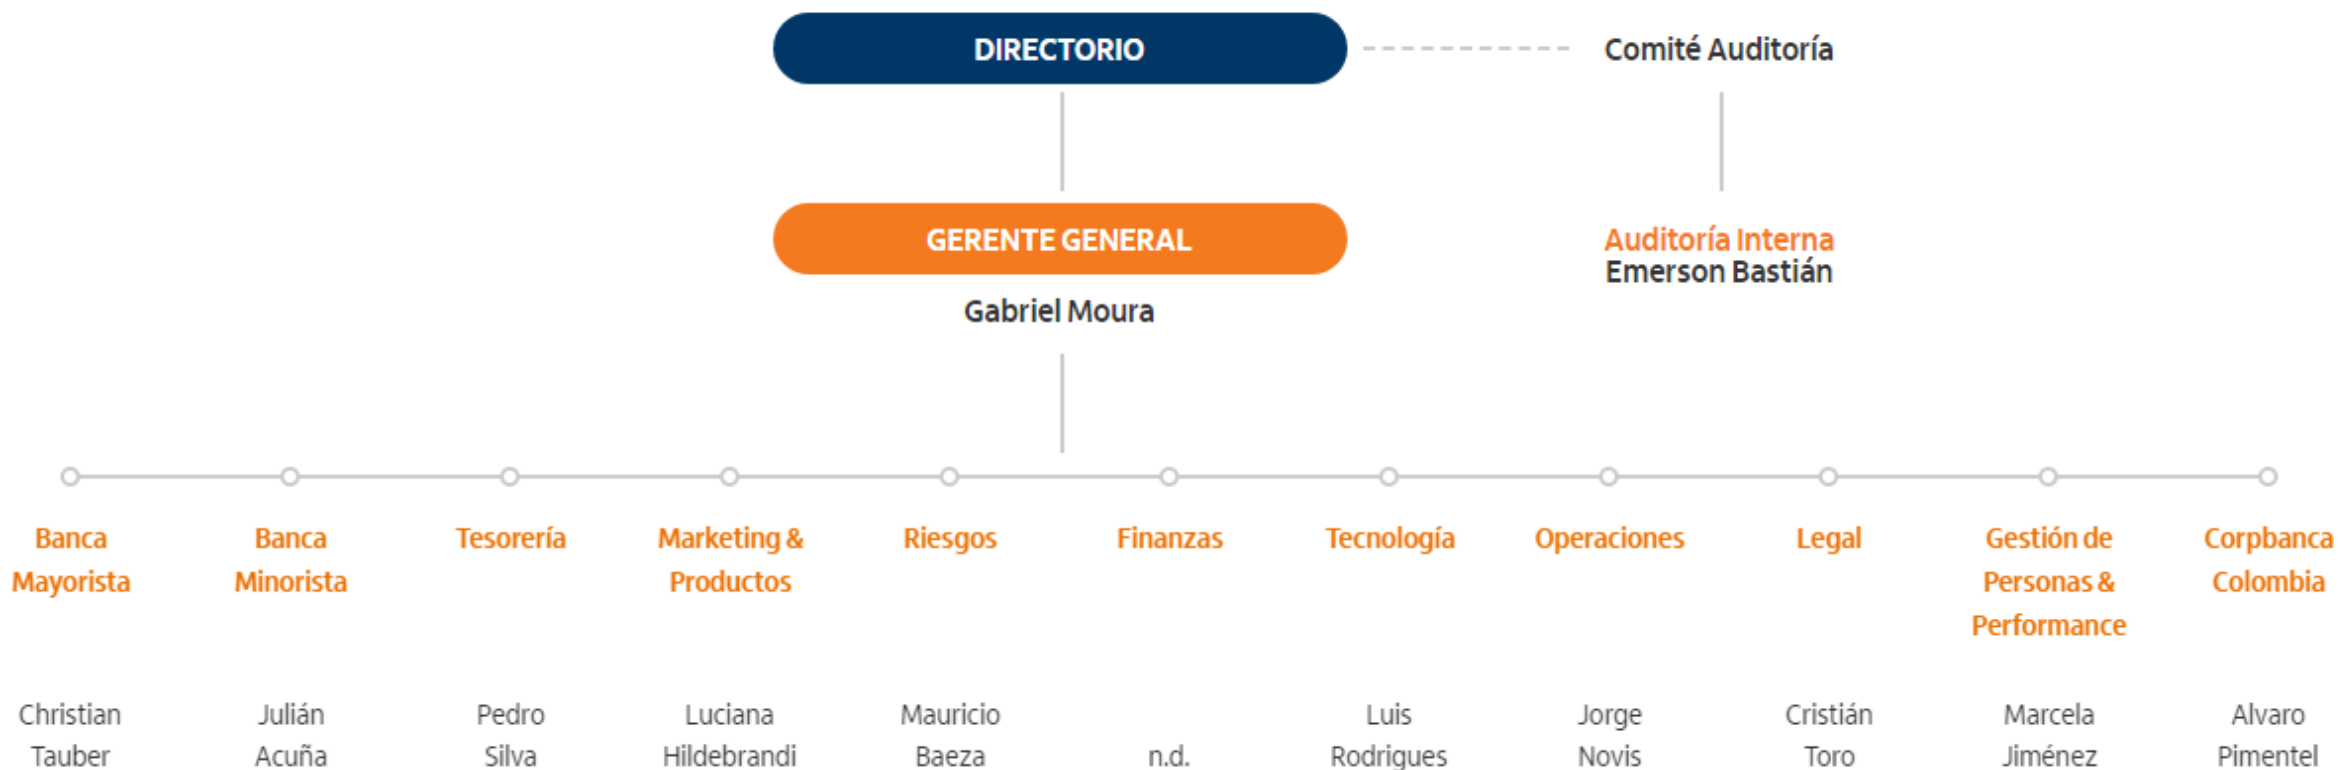 DIRECTORIO
Comité Auditoría
GERENTE GENERAL
Auditoría Interna
Emerson Bastián
Gabriel Moura
Banca
Mayorista
Banca
Minorista
Tesorería
Marketing &
Productos
Riesgos
Finanzas
Tecnología
Operaciones
Legal
Gestión de
Personas &
Performance
Corpbanca
Colombia
Christian
Tauber
Julián
Acuña
Pedro
Silva
Luciana
Hildebrandi
Mauricio
Baeza
n.d.
Luis
Rodrigues
Jorge
Novis
Cristián
Toro
Marcela
Jiménez
Alvaro
Pimentel